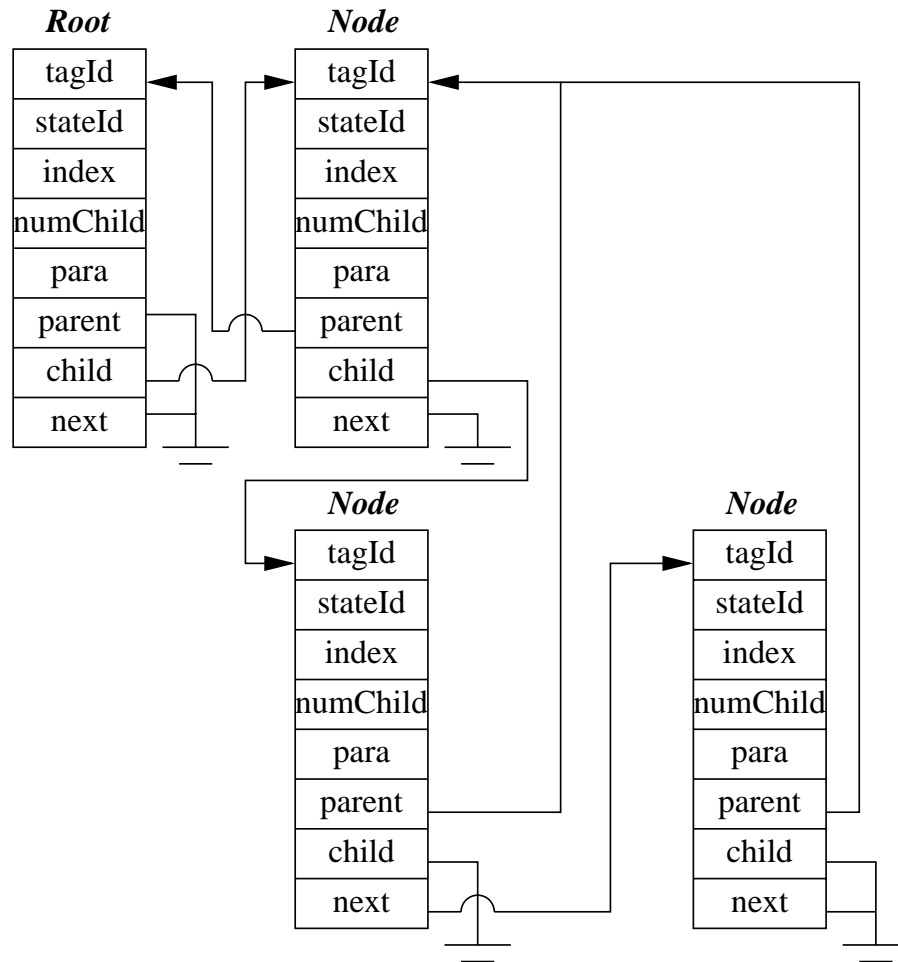 Root
tagId
stateId
index
numChild
para
parent
child
next
Node
tagId
stateId
index
numChild
para
parent
child
next
Node
tagId
stateId
index
numChild
para
parent
child
next
Node
tagId
stateId
index
numChild
para
parent
child
next